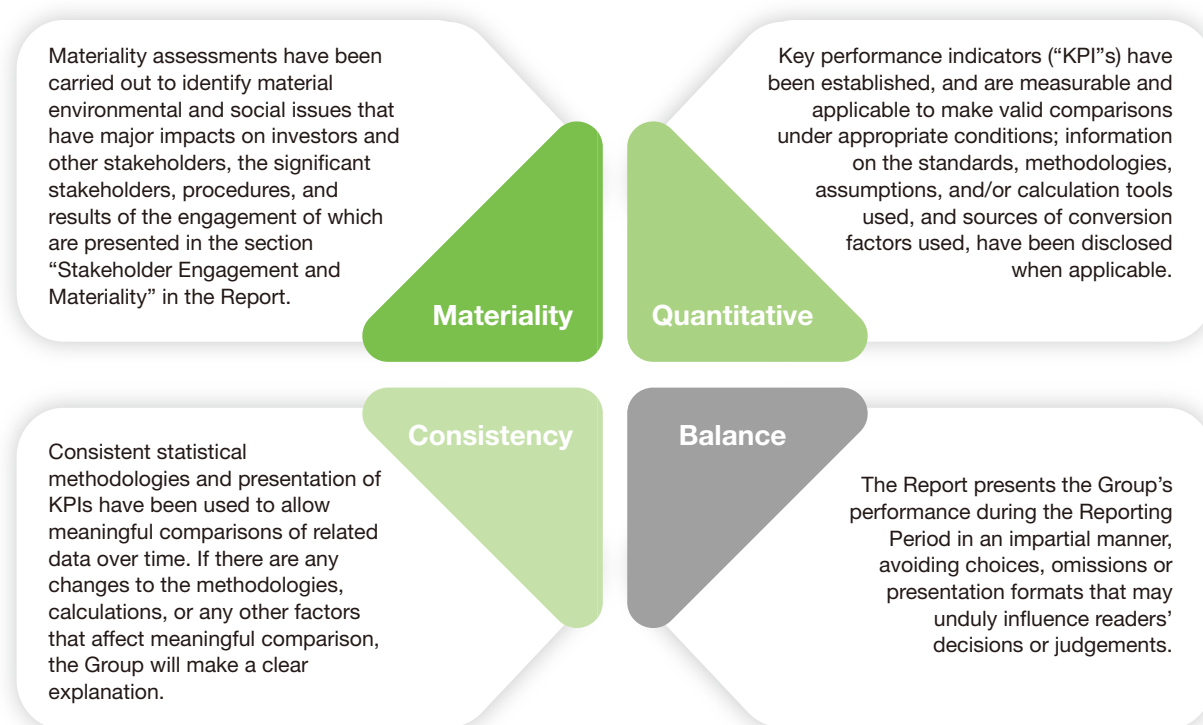 Materiality assessments have been
carried out to identify material
environmental and social issues that
have major impacts on investors and
other stakeholders, the significant
stakeholders, procedures, and
results of the engagement of which
are presented in the section
“Stakeholder Engagement and
Materiality” in the Report.
Materiality
Key performance indicators (“KPI”s) have
been established, and are measurable and
applicable to make valid comparisons
under appropriate conditions; information
on the standards, methodologies,
assumptions, and/or calculation tools
used, and sources of conversion
factors used, have been disclosed
when applicable.
Quantitative
Consistency
Consistent statistical
methodologies and presentation of
KPIs have been used to allow
meaningful comparisons of related
data over time. If there are any
changes to the methodologies,
calculations, or any other factors
that affect meaningful comparison,
the Group will make a clear
explanation.
Balance
The Report presents the Group’s
performance during the Reporting
Period in an impartial manner,
avoiding choices, omissions or
presentation formats that may
unduly influence readers’
decisions or judgements.